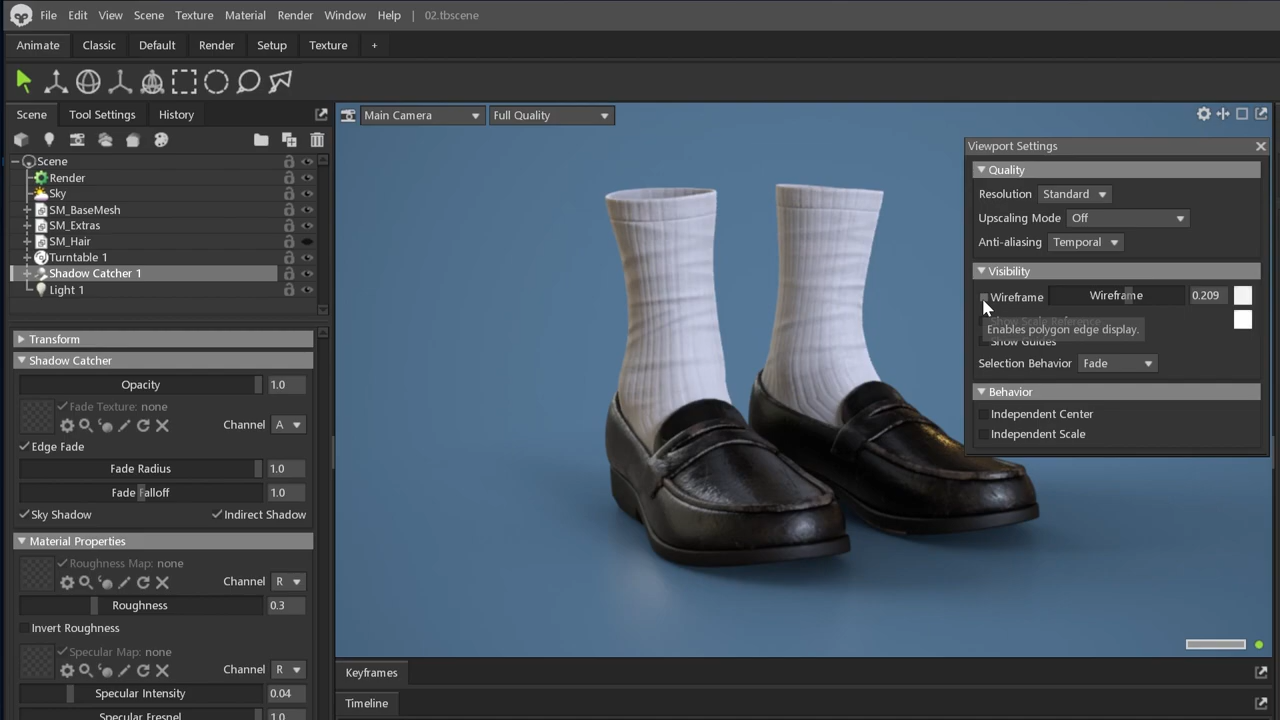 File Edit View Scene Texture Material Render Window Help | 02.tbscene
Animate Classic Default Render Setup Texture +
Scene Tool Settings History
Main Camera Full Quality
Scene
Render
Sky
SM_BaseMesh
SM_Extras
SM_Hair
Turntable 1
Shadow Catcher 1
Light 1
Transform
Shadow Catcher
Opacity 1.0
Fade Texture: none
Channel A
Edge Fade
Fade Radius 1.0
Fade Falloff 1.0
Sky Shadow Indirect Shadow
Material Properties
Roughness Map: none
Channel R
Roughness 0.3
Invert Roughness
Specular Map: none
Channel R
Specular Intensity 0.04
Specular Fresnel 1.0
Viewport Settings
Quality
Resolution Standard
Upscaling Mode Off
Anti-aliasing Temporal
Visibility
Wireframe Wireframe 0.209
Show Scale Reference
Enables polygon edge display.
Show Guides
Selection Behavior Fade
Behavior
Independent Center
Independent Scale
Keyframes
Timeline